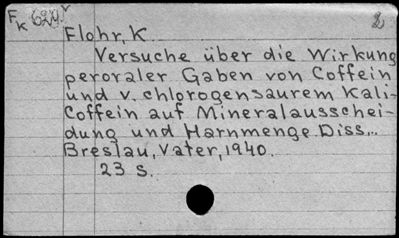 Fk 629.v 2
Flohr, K.
Versuche über die Wirkung
peroraler Gaben von Coffein
und v. chlorogensaurem Kali-
Coffein auf Mineralausschei-
dung und Harnmenge. Diss.,
Breslau, Vater, 1940.
23 S.